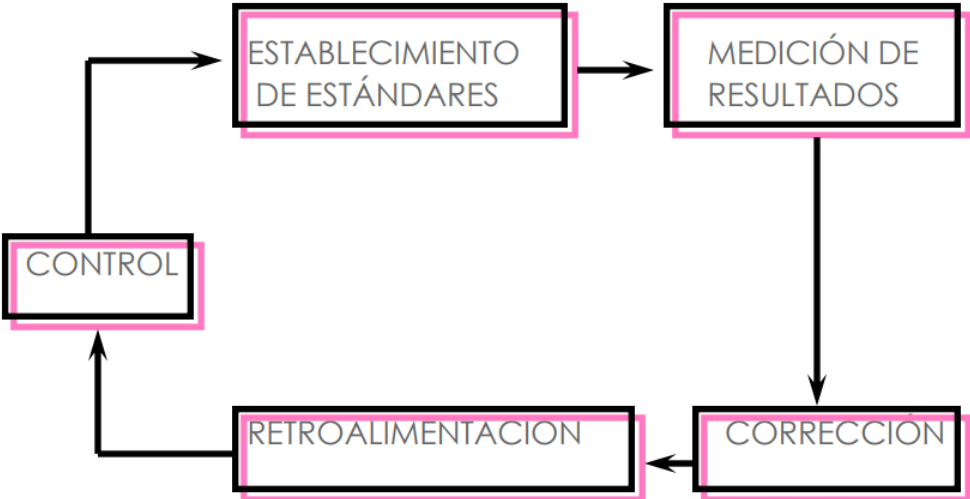 ESTABLECIMIENTO
DE ESTÁNDARES
MEDICIÓN DE
RESULTADOS
CONTROL
RETROALIMENTACION
CORRECCIÓN